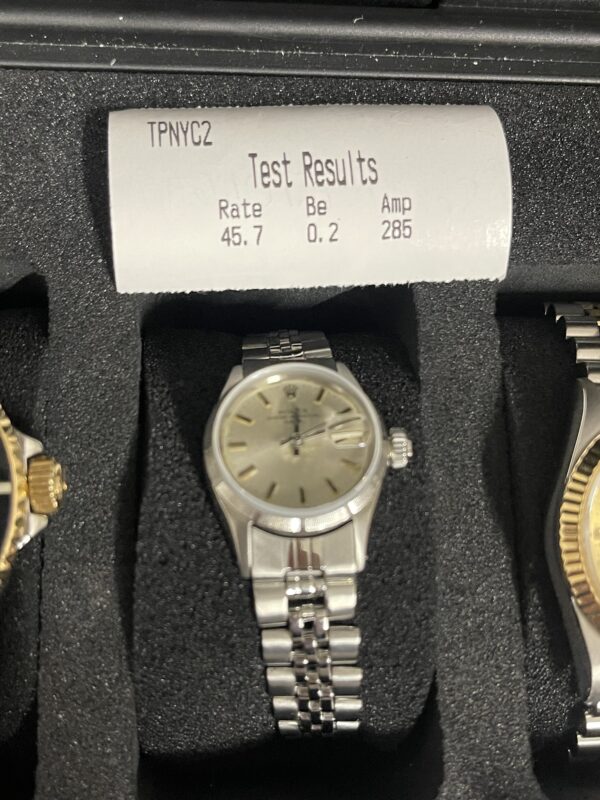 TPNYC2
Test Results
Rate Be Amp
45.7 0.2 285